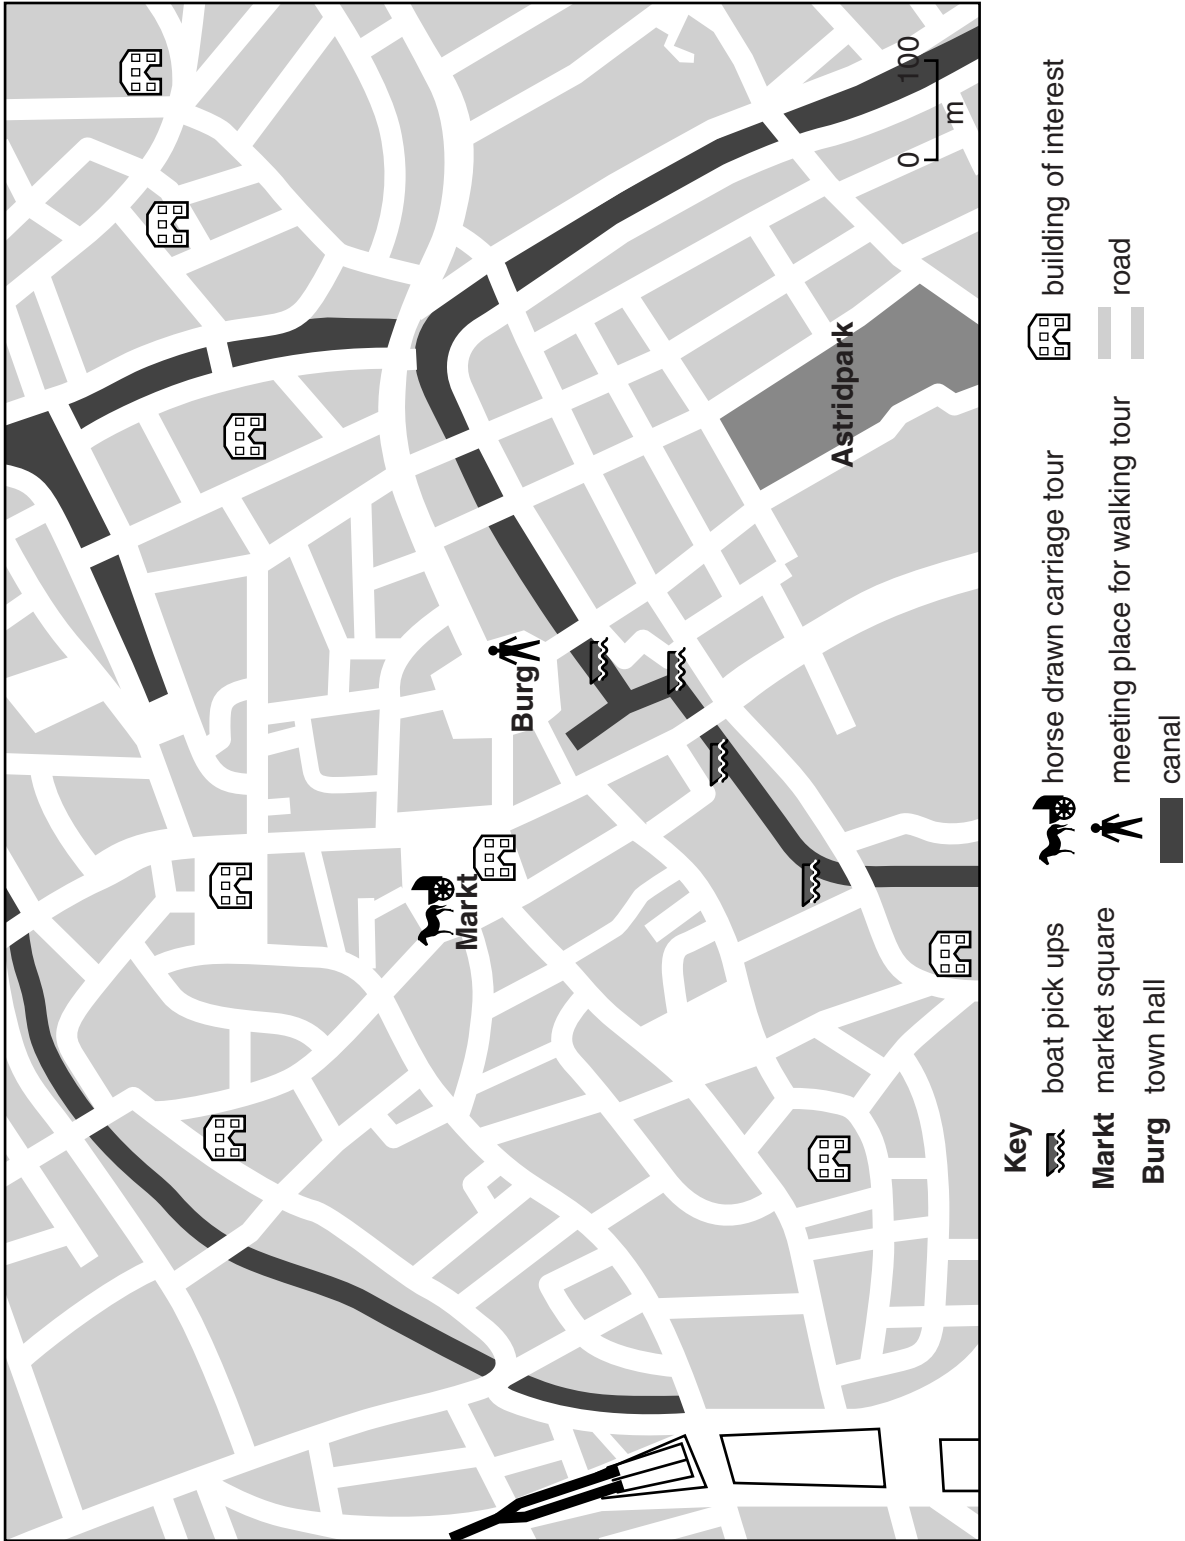 Burg
Markt
Astridpark
0 100
m
Key
boat pick ups
Markt market square
Burg town hall
horse drawn carriage tour
meeting place for walking tour
canal
building of interest
road